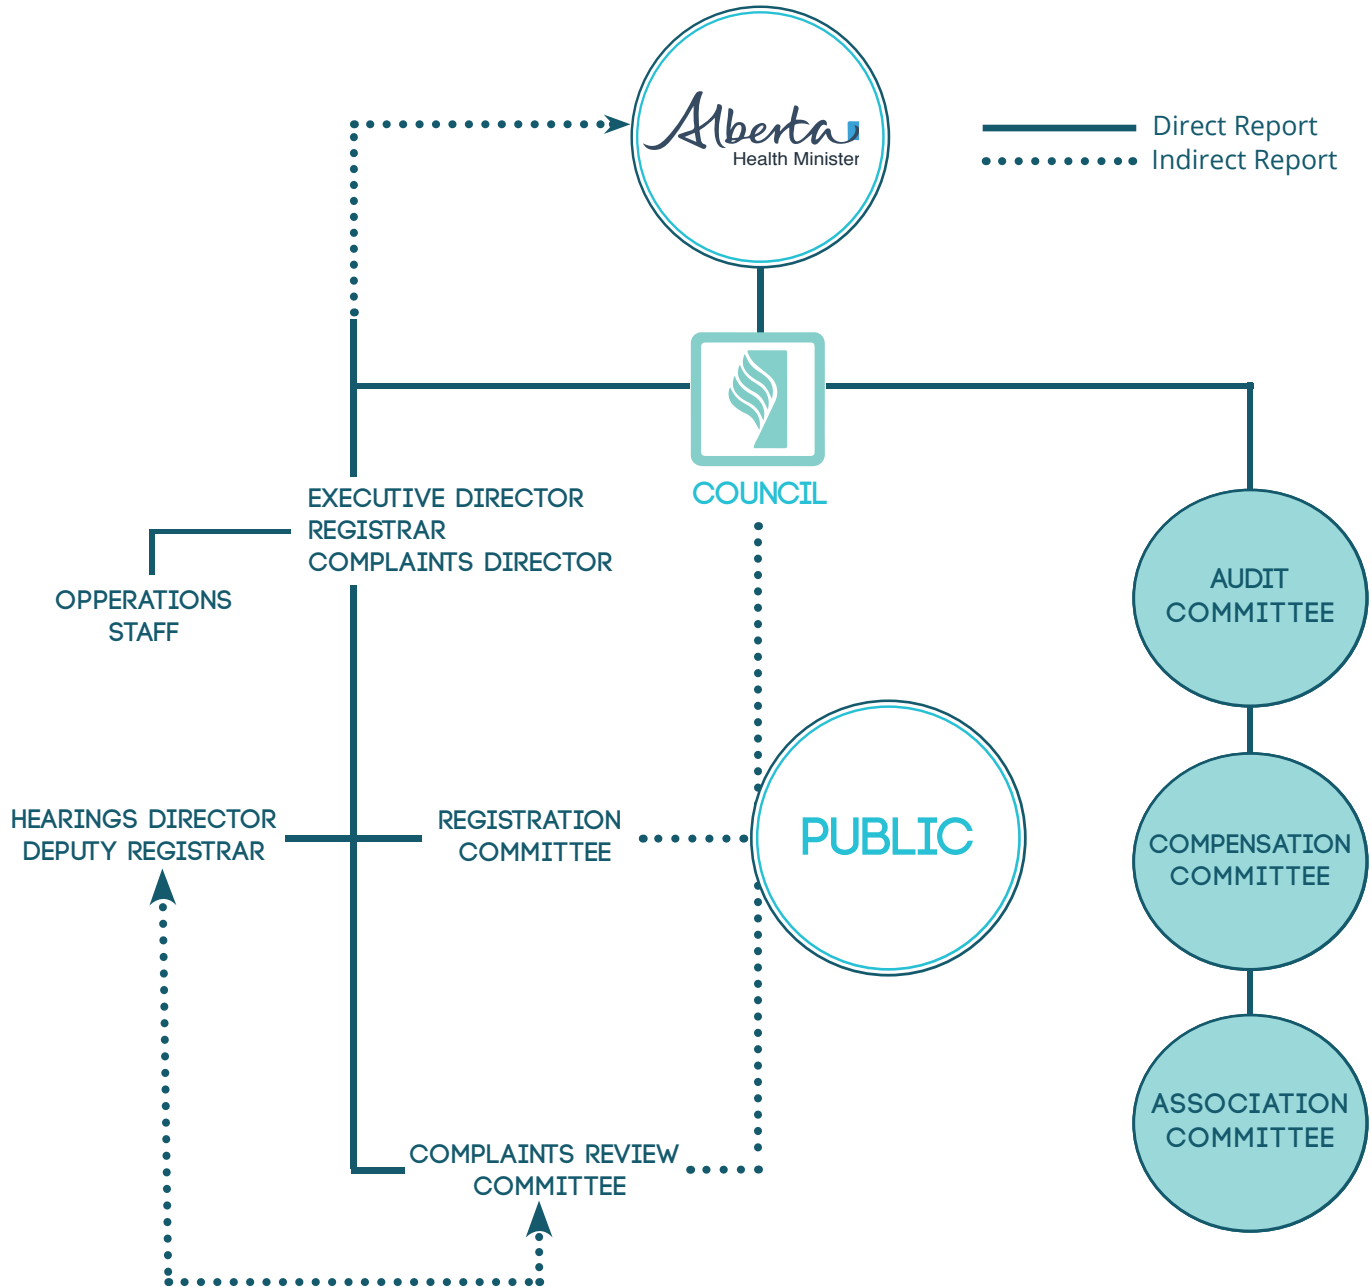 Alberta
Health Minister
Direct Report
Indirect Report
COUNCIL
EXECUTIVE DIRECTOR
REGISTRAR
COMPLAINTS DIRECTOR
OPPERATIONS
STAFF
AUDIT
COMMITTEE
HEARINGS DIRECTOR
DEPUTY REGISTRAR
REGISTRATION
COMMITTEE
PUBLIC
COMPENSATION
COMMITTEE
COMPLAINTS REVIEW
COMMITTEE
ASSOCIATION
COMMITTEE